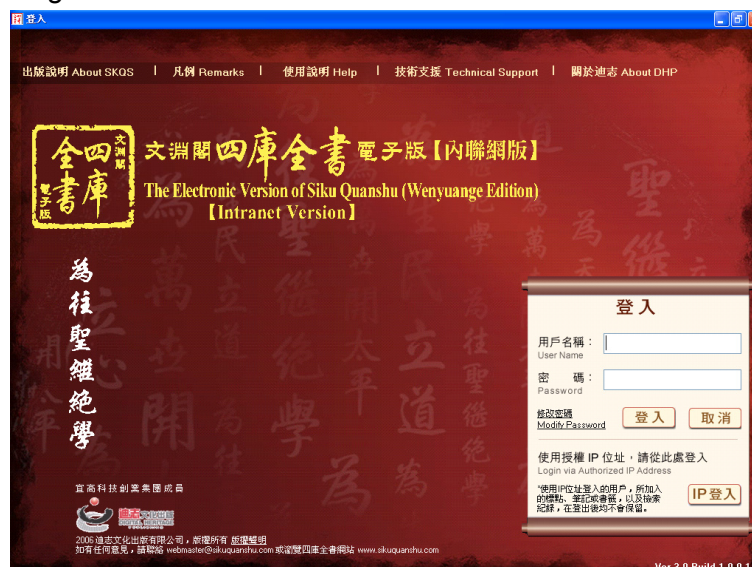 登入
出版說明 About SKQS | 凡例 Remarks | 使用說明 Help | 技術支援 Technical Support | 關於迪志 About DHP
文淵閣
四庫全書
電子版
文淵閣四庫全書電子版【內聯網版】
The Electronic Version of Siku Quanshu (Wenyuange Edition)
【Intranet Version】
為往聖繼絕學
登入
用戶名稱：
User Name
密 碼：
Password
修改密碼
Modify Password
登入
取消
使用授權 IP 位址，請從此處登入
Login via Authorized IP Address
*使用IP位址登入的用戶，所加入
的標點、筆記或書籤，以及檢索
紀錄，在登出後均不會保留。
IP登入
宜高科技創業集團成員
迪志文化出版
DIGITAL HERITAGE
2006 迪志文化出版有限公司，版權所有 版權聲明
如有任何意見，請聯絡 webmaster@sikuquanshu.com 或瀏覽四庫全書網站 www.sikuquanshu.com